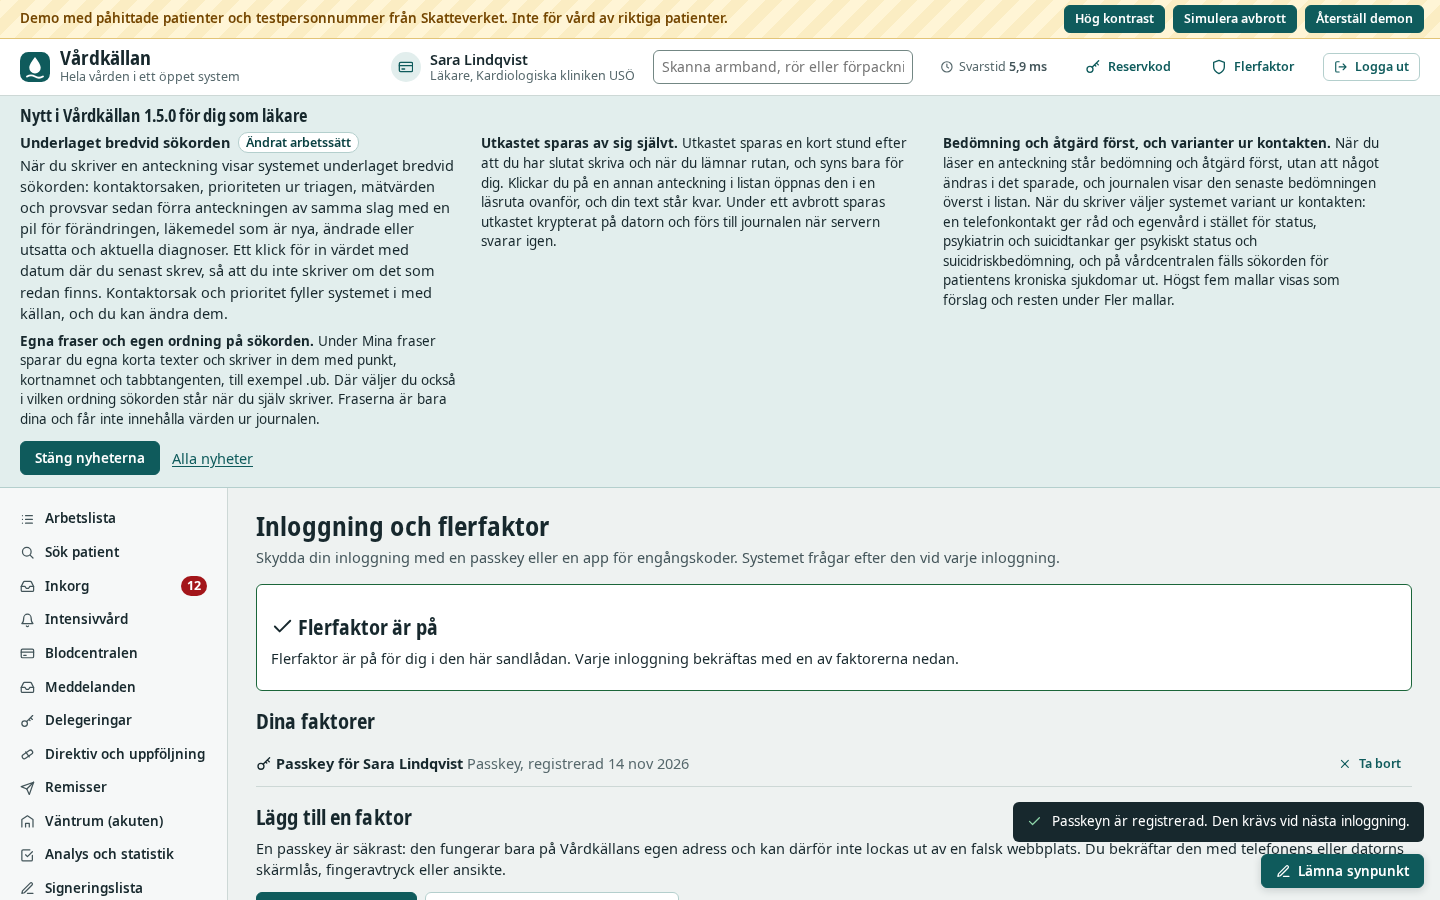 Demo med påhittade patienter och testpersonnummer från Skatteverket. Inte för vård av riktiga patienter.
Hög kontrast
Simulera avbrott
Återställ demon
Vårdkällan
Hela vården i ett öppet system
Sara Lindqvist
Läkare, Kardiologiska kliniken USÖ
Skanna armband, rör eller förpackni
Svarstid 5,9 ms
Reservkod
Flerfaktor
Logga ut
Nytt i Vårdkällan 1.5.0 för dig som läkare
Underlaget bredvid sökorden Ändrat arbetssätt
När du skriver en anteckning visar systemet underlaget bredvid
sökorden: kontaktorsaken, prioriteten ur triagen, mätvärden
och provsvar sedan förra anteckningen av samma slag med en
pil för förändringen, läkemedel som är nya, ändrade eller
utsatta och aktuella diagnoser. Ett klick för in värdet med
datum där du senast skrev, så att du inte skriver om det som
redan finns. Kontaktorsak och prioritet fyller systemet i med
källan, och du kan ändra dem.
Egna fraser och egen ordning på sökorden. Under Mina fraser
sparar du egna korta texter och skriver in dem med punkt,
kortnamnet och tabbtangenten, till exempel .ub. Där väljer du också
i vilken ordning sökorden står när du själv skriver. Fraserna är bara
dina och får inte innehålla värden ur journalen.
Utkastet sparas av sig självt. Utkastet sparas en kort stund efter
att du har slutat skriva och när du lämnar rutan, och syns bara för
dig. Klickar du på en annan anteckning i listan öppnas den i en
läsruta ovanför, och din text står kvar. Under ett avbrott sparas
utkastet krypterat på datorn och förs till journalen när servern
svarar igen.
Bedömning och åtgärd först, och varianter ur kontakten. När du
läser en anteckning står bedömning och åtgärd först, utan att något
ändras i det sparade, och journalen visar den senaste bedömningen
överst i listan. När du skriver väljer systemet variant ur kontakten:
en telefonkontakt ger råd och egenvård i stället för status,
psykiatrin och suicidtankar ger psykiskt status och
suicidriskbedömning, och på vårdcentralen fälls sökorden för
patientens kroniska sjukdomar ut. Högst fem mallar visas som
förslag och resten under Fler mallar.
Stäng nyheterna
Alla nyheter
Arbetslista
Sök patient
Inkorg 12
Intensivvård
Blodcentralen
Meddelanden
Delegeringar
Direktiv och uppföljning
Remisser
Väntrum (akuten)
Analys och statistik
Signeringslista
Inloggning och flerfaktor
Skydda din inloggning med en passkey eller en app för engångskoder. Systemet frågar efter den vid varje inloggning.
Flerfaktor är på
Flerfaktor är på för dig i den här sandlådan. Varje inloggning bekräftas med en av faktorerna nedan.
Dina faktorer
Passkey för Sara Lindqvist Passkey, registrerad 14 nov 2026
Ta bort
Lägg till en faktor
Passkeyn är registrerad. Den krävs vid nästa inloggning.
En passkey är säkrast: den fungerar bara på Vårdkällans egen adress och kan därför inte lockas ut av en falsk webbplats. Du bekräftar den med telefonens eller datorns
skärmlås, fingeravtryck eller ansikte.
Lämna synpunkt